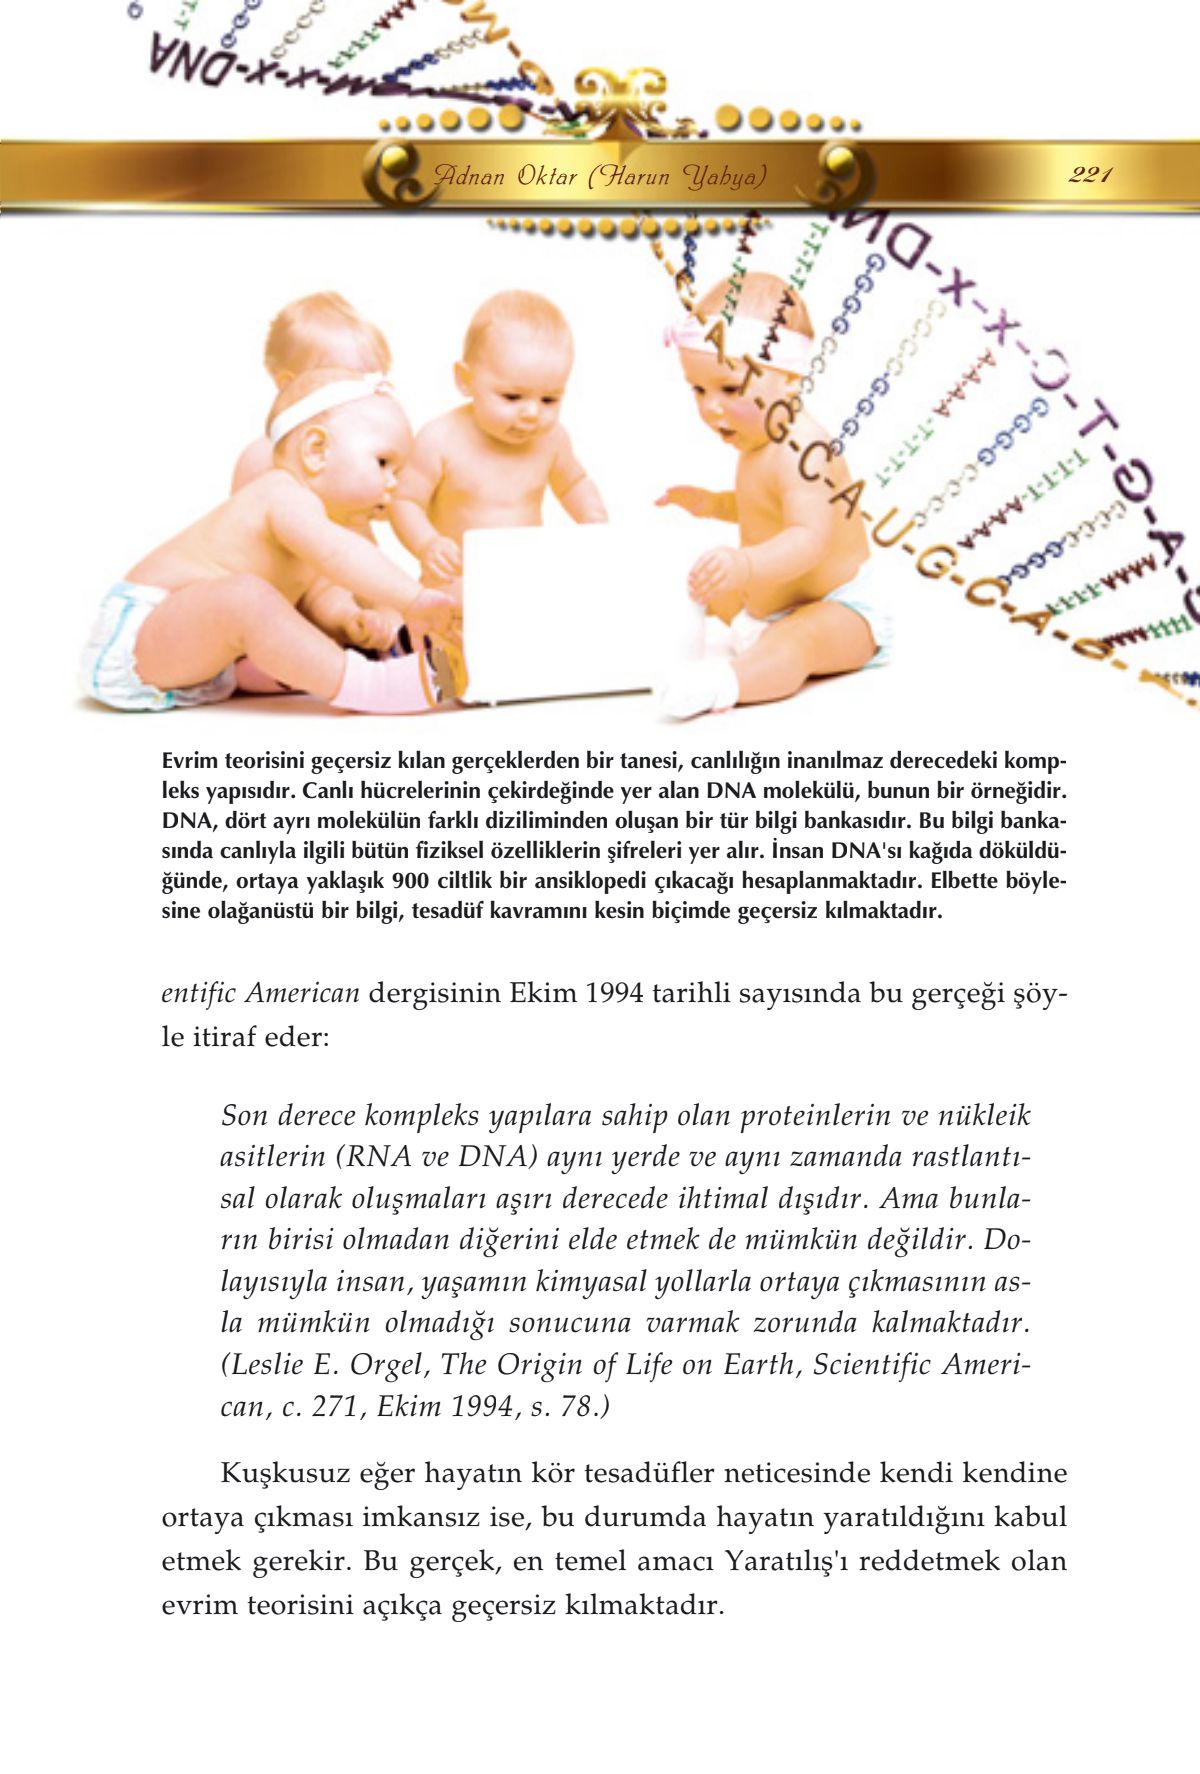 Adnan Oktar (Harun Yahya)
221
Evrim teorisini geçersiz kılan gerçeklerden bir tanesi, canlılığın inanılmaz derecedeki komp-
leks yapısıdır. Canlı hücrelerinin çekirdeğinde yer alan DNA molekülü, bunun bir örneğidir.
DNA, dört ayrı molekülün farklı diziliminden oluşan bir tür bilgi bankasıdır. Bu bilgi banka-
sında canlıyla ilgili bütün fiziksel özelliklerin şifreleri yer alır. İnsan DNA'sı kağıda döküldü-
ğünde, ortaya yaklaşık 900 ciltlik bir ansiklopedi çıkacağı hesaplanmaktadır. Elbette böyle-
sine olağanüstü bir bilgi, tesadüf kavramını kesin biçimde geçersiz kılmaktadır.
entific American dergisinin Ekim 1994 tarihli sayısında bu gerçeği şöy-
le itiraf eder:
Son derece kompleks yapılara sahip olan proteinlerin ve nükleik
asitlerin (RNA ve DNA) aynı yerde ve aynı zamanda rastlantı-
sal olarak oluşmaları aşırı derecede ihtimal dışıdır. Ama bunla-
rın birisi olmadan diğerini elde etmek de mümkün değildir. Do-
layısıyla insan, yaşamın kimyasal yollarla ortaya çıkmasının as-
la mümkün olmadığı sonucuna varmak zorunda kalmaktadır.
(Leslie E. Orgel, The Origin of Life on Earth, Scientific Ameri-
can, c. 271, Ekim 1994, s. 78.)
Kuşkusuz eğer hayatın kör tesadüfler neticesinde kendi kendine
ortaya çıkması imkansız ise, bu durumda hayatın yaratıldığını kabul
etmek gerekir. Bu gerçek, en temel amacı Yaratılış'ı reddetmek olan
evrim teorisini açıkça geçersiz kılmaktadır.